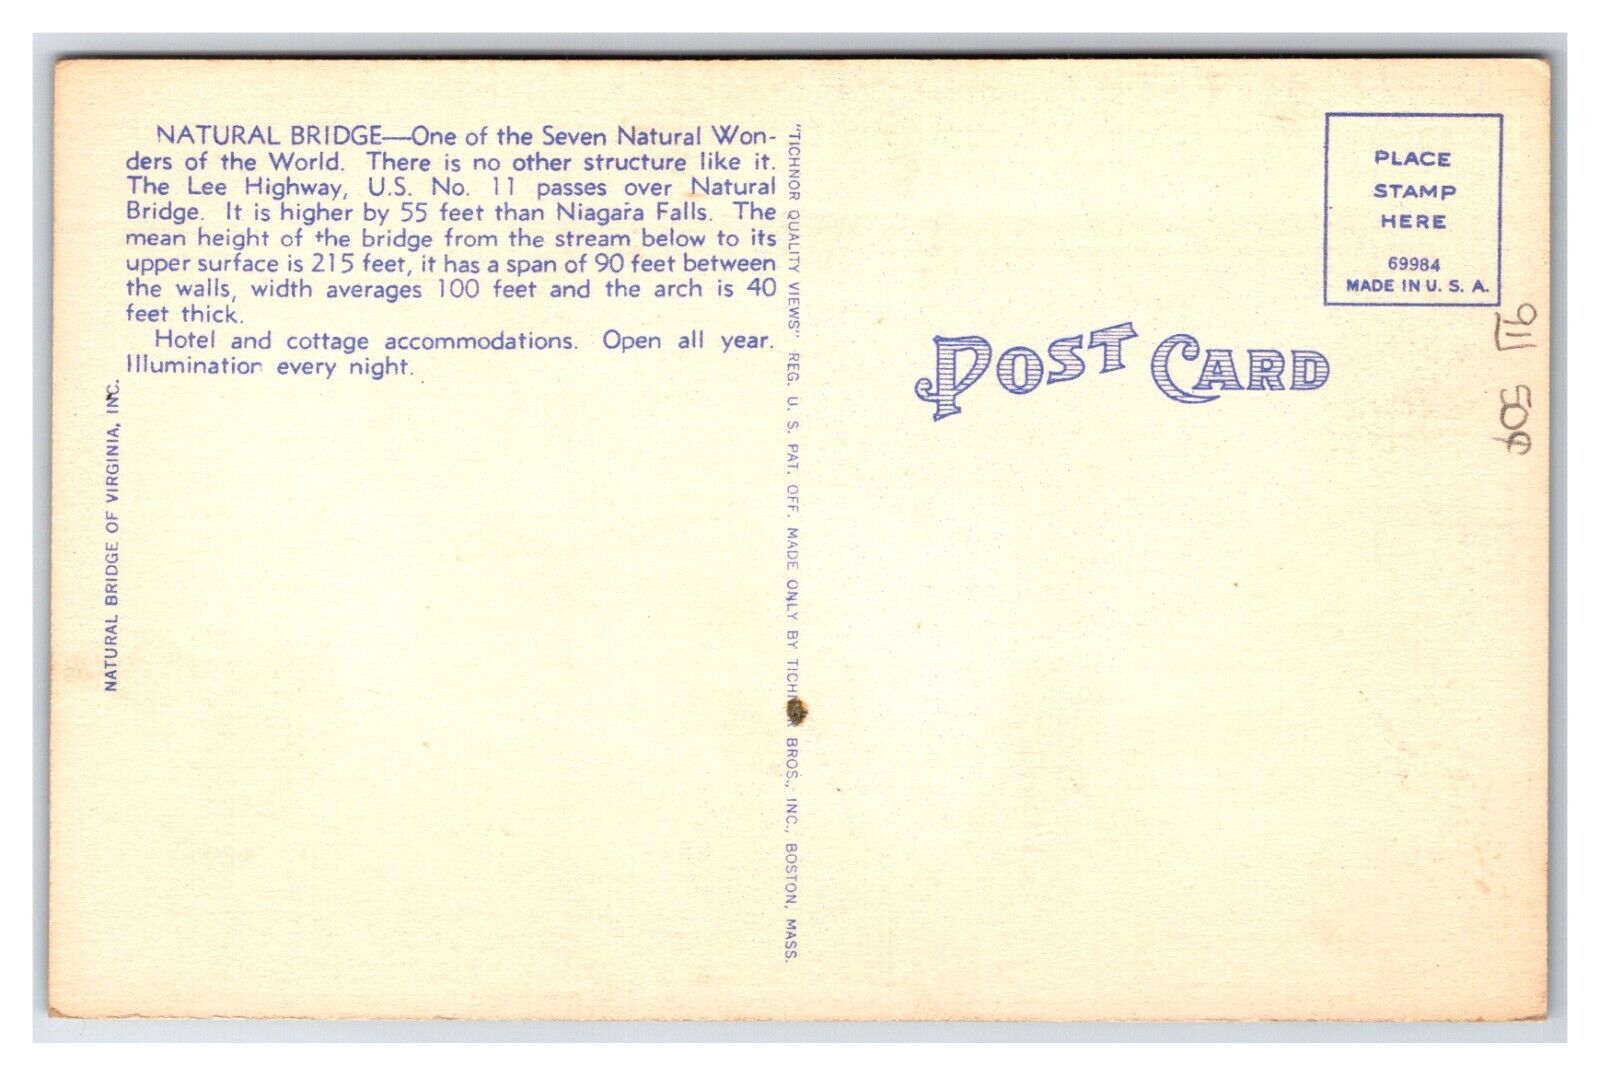 NATURAL BRIDGE—One of the Seven Natural Won-
ders of the World. There is no other structure like it.
The Lee Highway, U.S. No. 11 passes over Natural
Bridge. It is higher by 55 feet than Niagara Falls. The
mean height of the bridge from the stream below to its
upper surface is 215 feet, it has a span of 90 feet between
the walls, width averages 100 feet and the arch is 40
feet thick.
Hotel and cottage accommodations. Open all year.
Illumination every night.
NATURAL BRIDGE OF VIRGINIA, INC.
"TICHNOR QUALITY VIEWS" REG. U. S. PAT. OFF. MADE ONLY BY TICHNOR BROS., INC., BOSTON, MASS.
POST CARD
PLACE
STAMP
HERE
69984
MADE IN U. S. A.
50¢